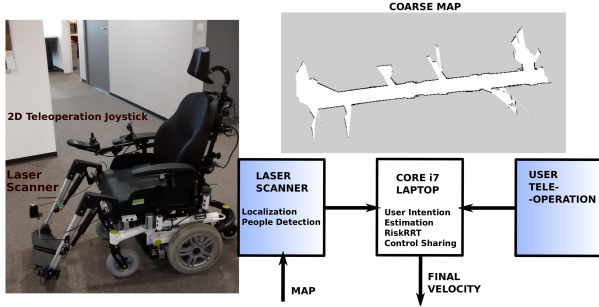 COARSE MAP
2D Teleoperation Joystick
Laser
Scanner
LASER
SCANNER
Localization
People Detection
CORE i7
LAPTOP
User Intention
Estimation
RiskRRT
Control Sharing
USER
TELE-
-OPERATION
MAP
FINAL
VELOCITY